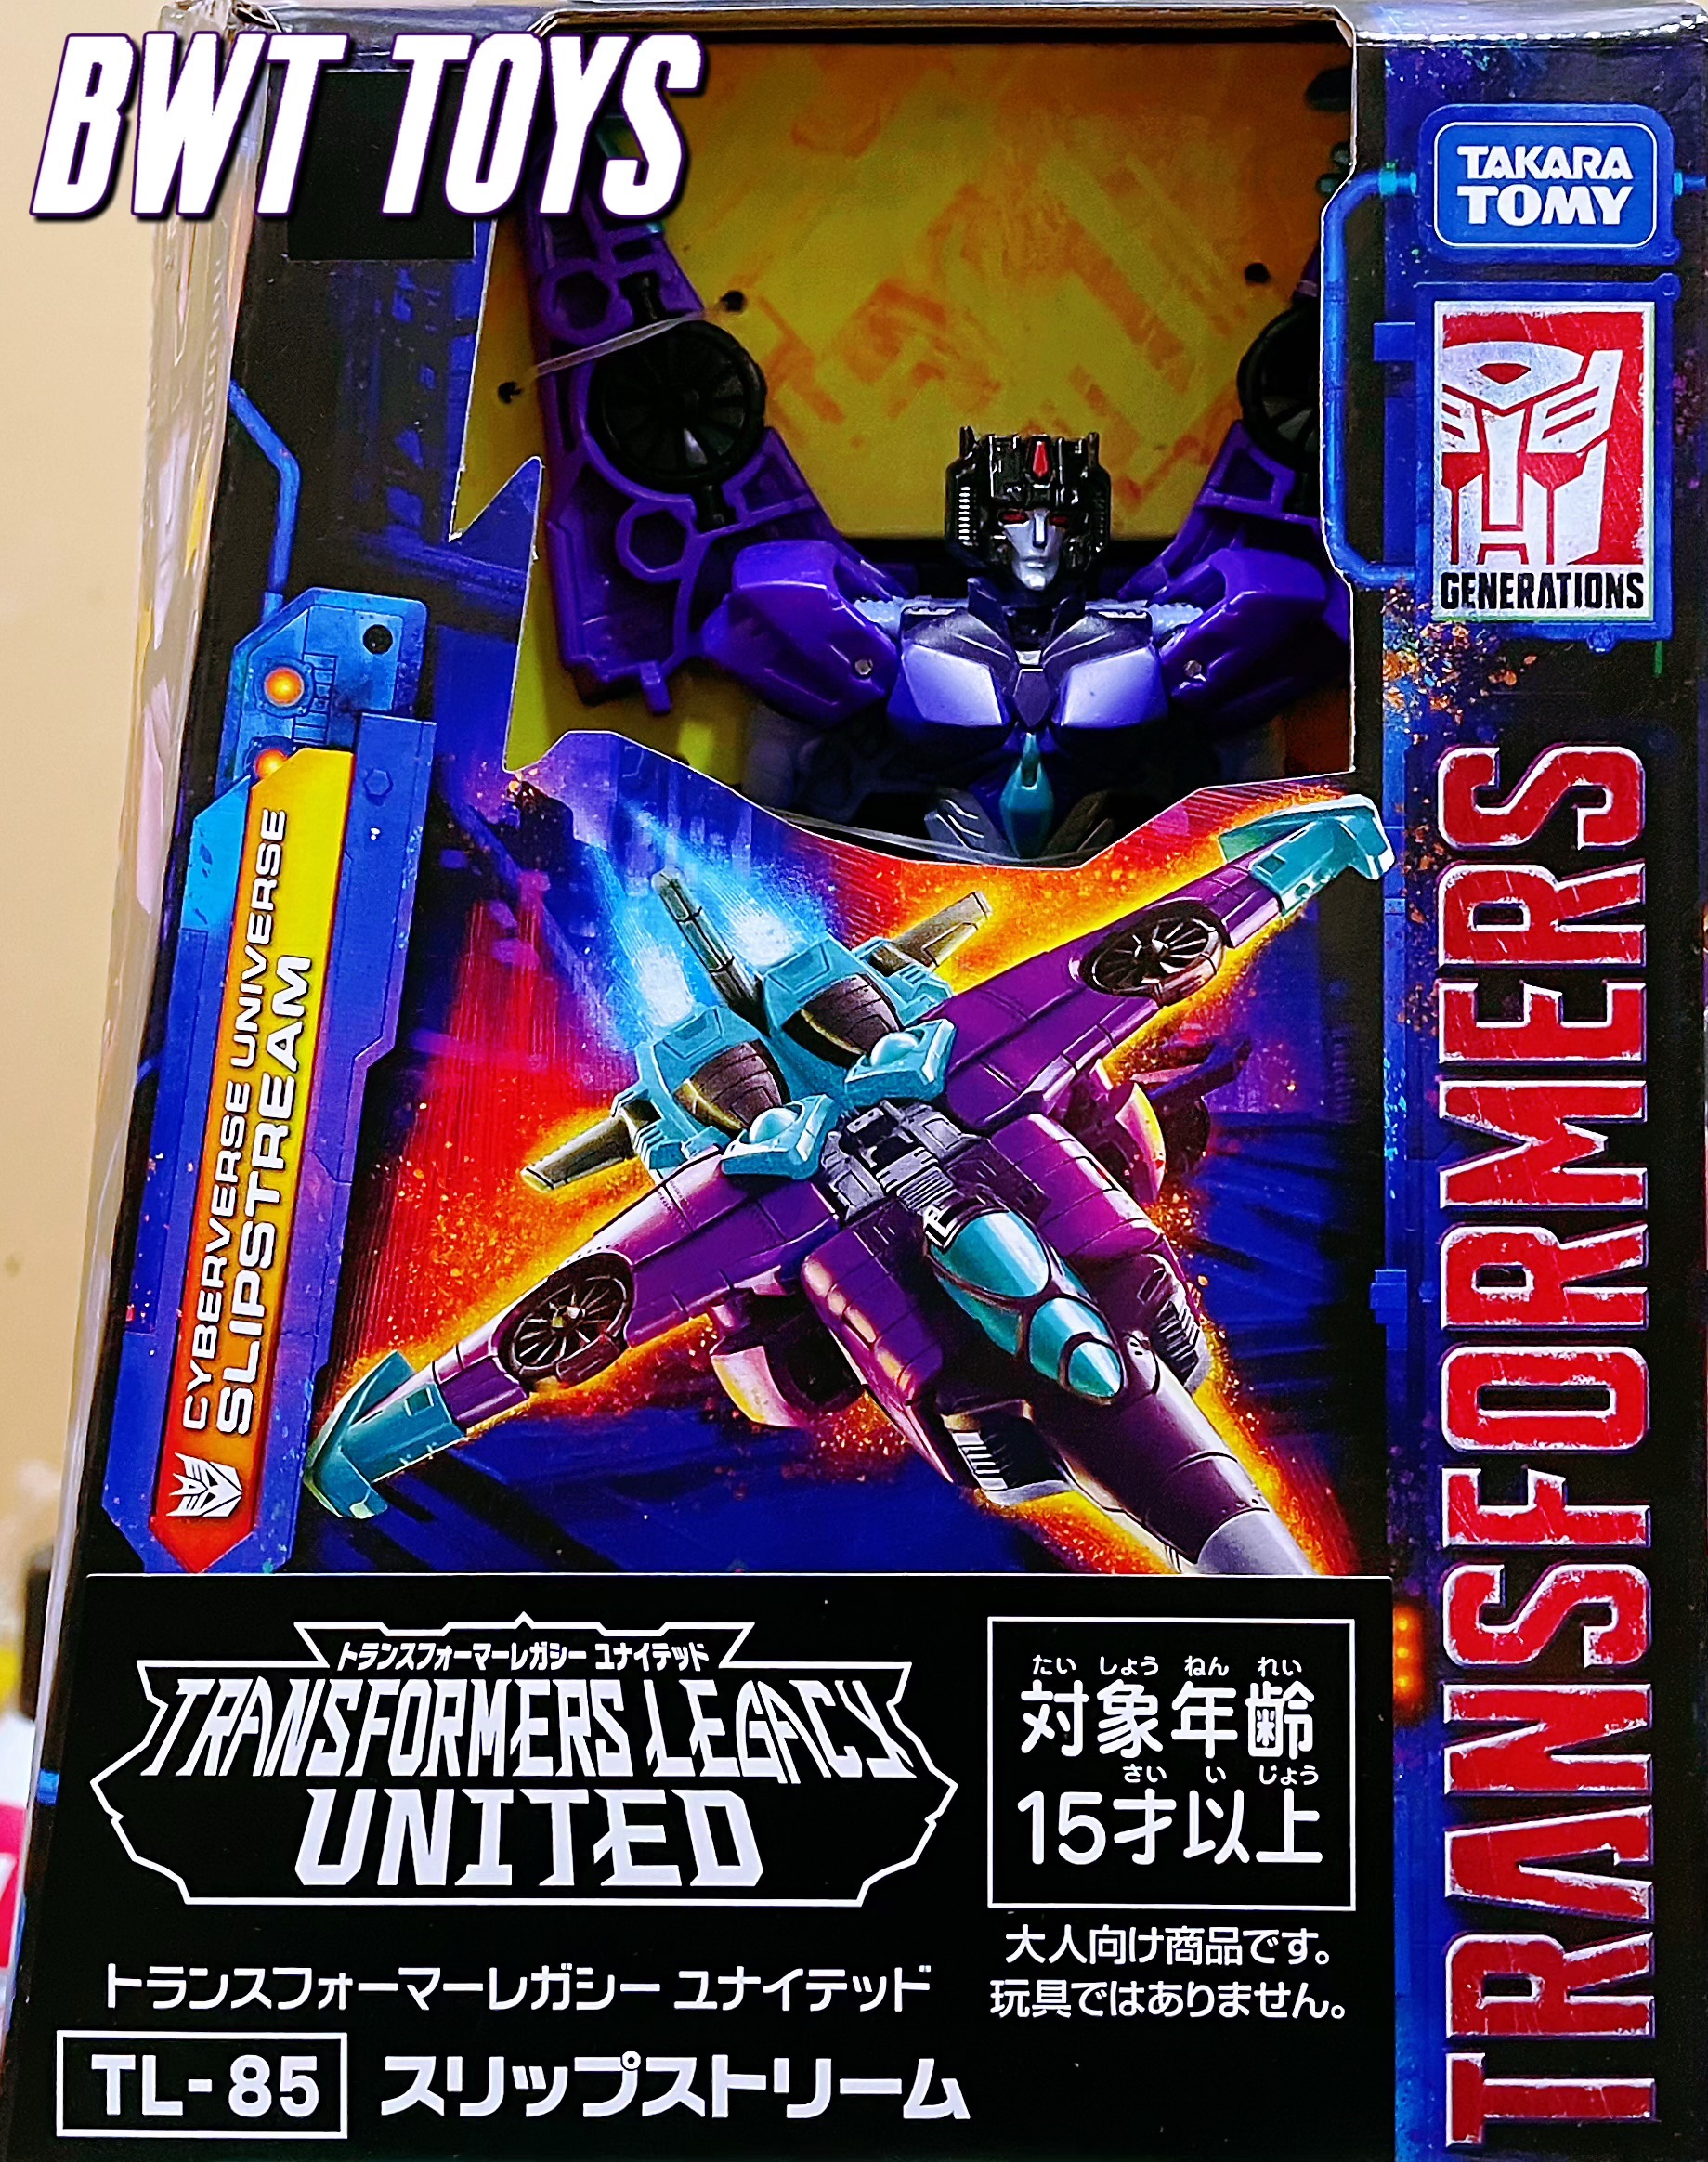 BWT TOYS
TAKARA
TOMY
GENERATIONS
TRANSFORMERS
CYBERVERSE UNIVERSE
SLIPSTREAM
トランスフォーマーレガシー ユナイテッド
TRANSFORMERS LEGACY
UNITED
たい しょう ねん れい
対象年齢
さい い じょう
15才以上
大人向け商品です。
玩具ではありません。
トランスフォーマーレガシー ユナイテッド
TL-85 スリップストリーム